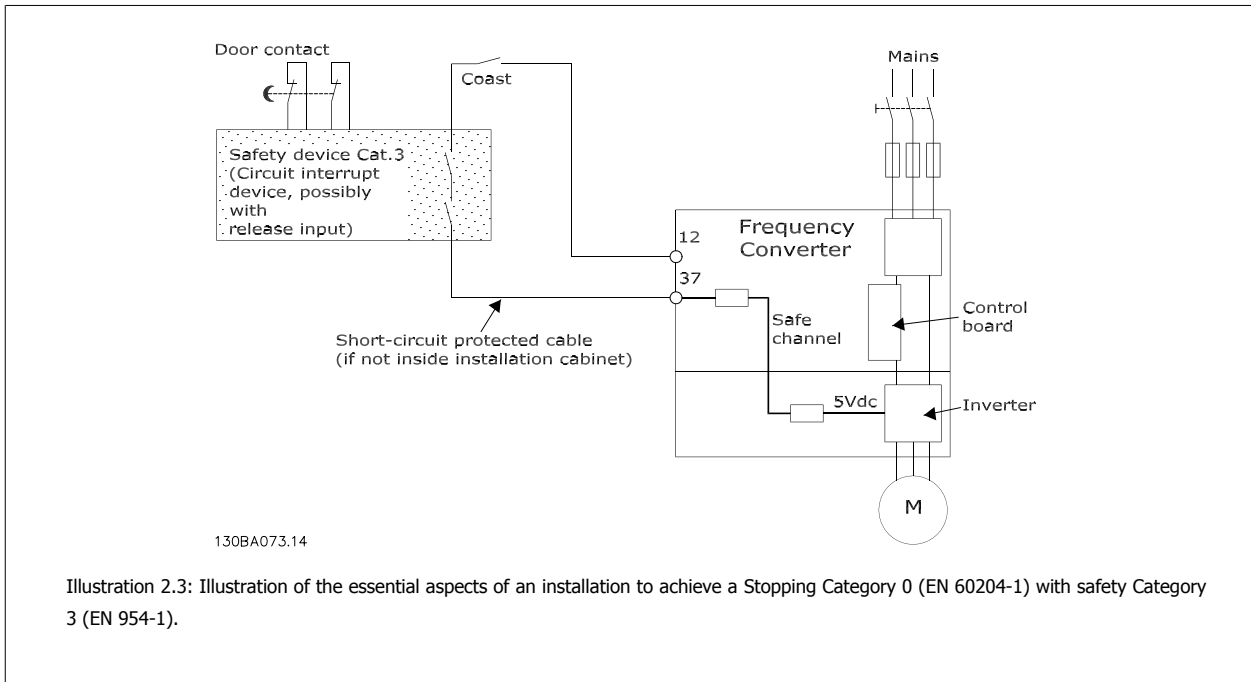 Door contact
Coast
Mains
Safety device Cat.3
(Circuit interrupt
device, possibly
with
release input)
Frequency
Converter
12
37
Safe
channel
Control
board
Short-circuit protected cable
(if not inside installation cabinet)
5Vdc
Inverter
M
130BA073.14
Illustration 2.3: Illustration of the essential aspects of an installation to achieve a Stopping Category 0 (EN 60204-1) with safety Category
3 (EN 954-1).